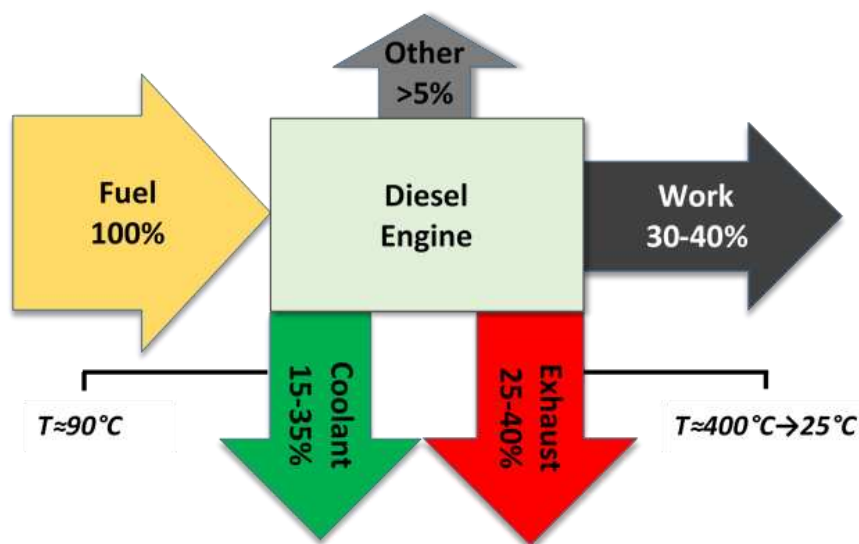 Other
>5%
Fuel
100%
Diesel
Engine
Work
30-40%
Coolant
15-35%
Exhaust
25-40%
T≈90°C
T≈400°C→25°C